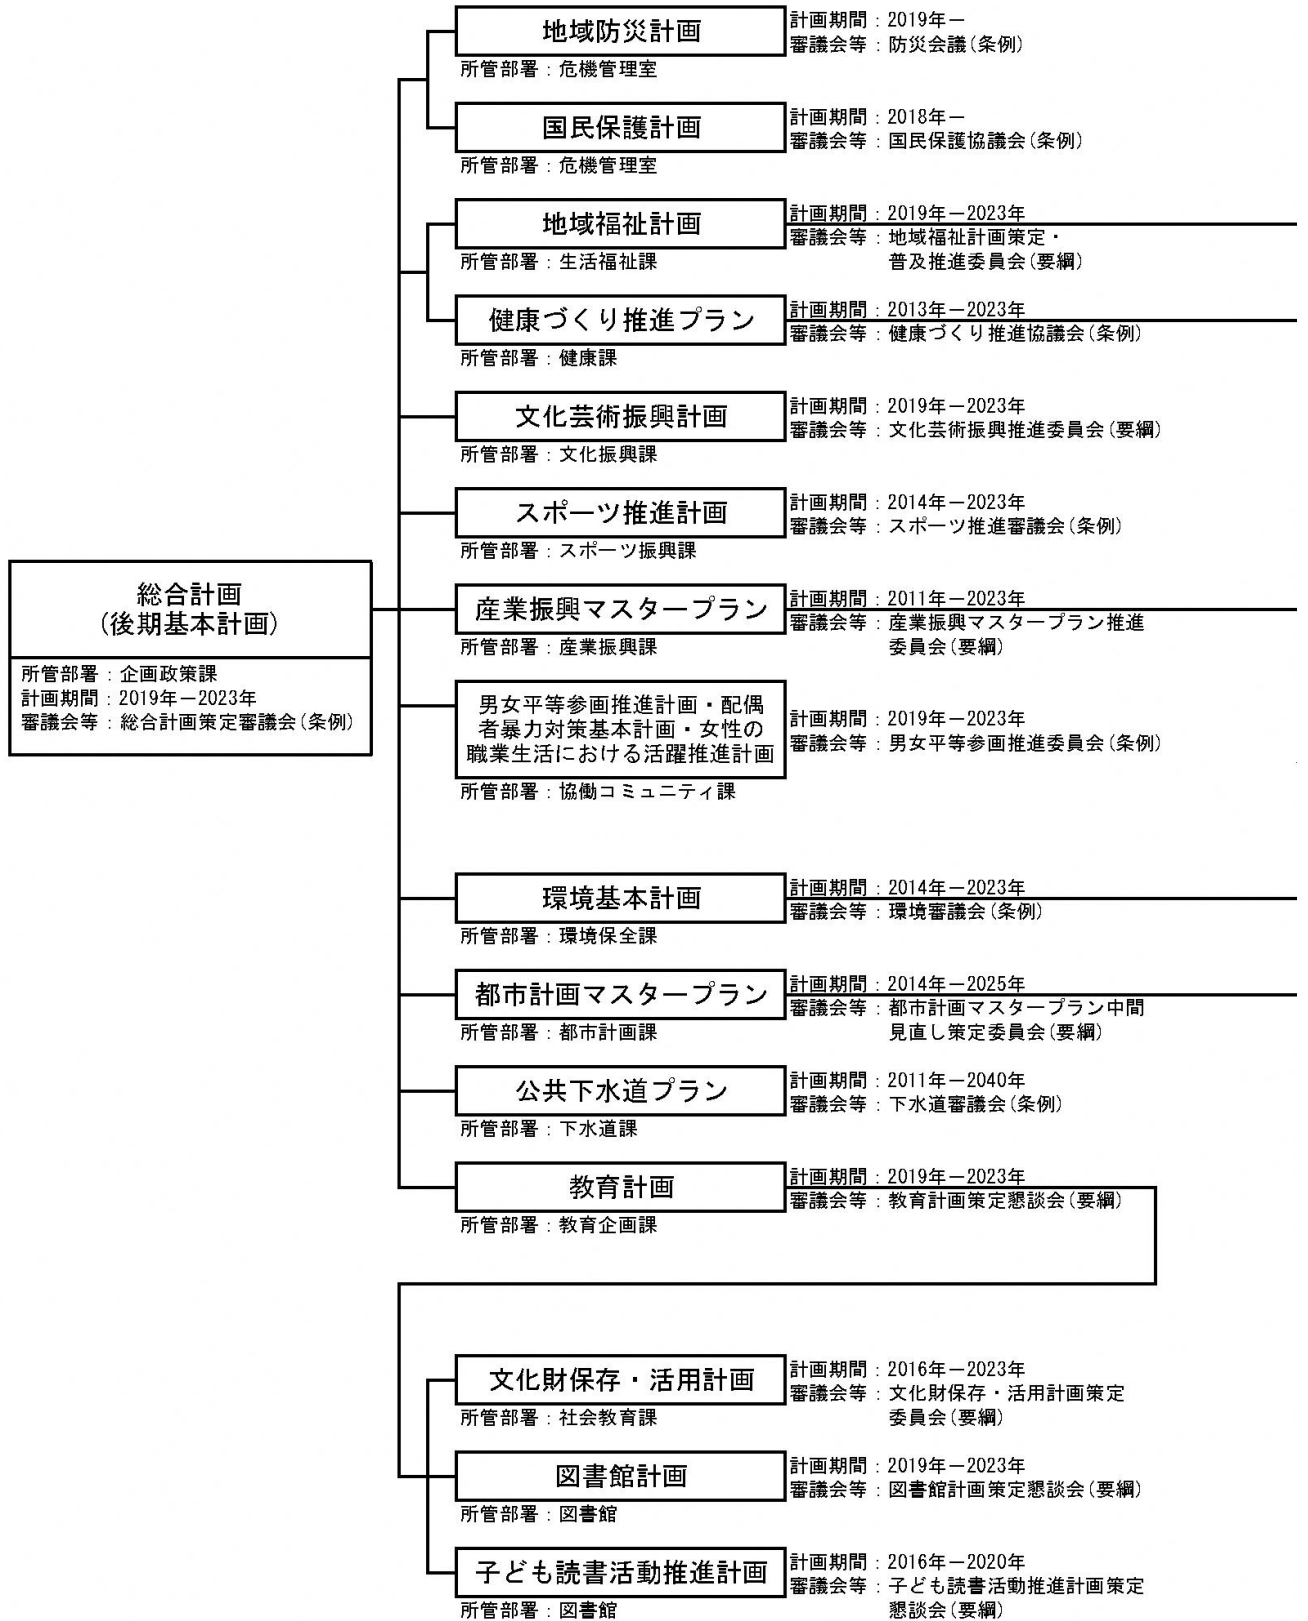 地域防災計画
計画期間：2019年－
審議会等：防災会議(条例)
所管部署：危機管理室
国民保護計画
計画期間：2018年－
審議会等：国民保護協議会(条例)
所管部署：危機管理室
地域福祉計画
計画期間：2019年－2023年
審議会等：地域福祉計画策定・
普及推進委員会(要綱)
所管部署：生活福祉課
健康づくり推進プラン
計画期間：2013年－2023年
審議会等：健康づくり推進協議会(条例)
所管部署：健康課
文化芸術振興計画
計画期間：2019年－2023年
審議会等：文化芸術振興推進委員会(要綱)
所管部署：文化振興課
スポーツ推進計画
計画期間：2014年－2023年
審議会等：スポーツ推進審議会(条例)
所管部署：スポーツ振興課
総合計画
(後期基本計画)
所管部署：企画政策課
計画期間：2019年－2023年
審議会等：総合計画策定審議会(条例)
産業振興マスタープラン
計画期間：2011年－2023年
審議会等：産業振興マスタープラン推進
委員会(要綱)
所管部署：産業振興課
男女平等参画推進計画・配偶
者暴力対策基本計画・女性の
職業生活における活躍推進計画
計画期間：2019年－2023年
審議会等：男女平等参画推進委員会(条例)
所管部署：協働コミュニティ課
環境基本計画
計画期間：2014年－2023年
審議会等：環境審議会(条例)
所管部署：環境保全課
都市計画マスタープラン
計画期間：2014年－2025年
審議会等：都市計画マスタープラン中間
見直し策定委員会(要綱)
所管部署：都市計画課
公共下水道プラン
計画期間：2011年－2040年
審議会等：下水道審議会(条例)
所管部署：下水道課
教育計画
計画期間：2019年－2023年
審議会等：教育計画策定懇談会(要綱)
所管部署：教育企画課
文化財保存・活用計画
計画期間：2016年－2023年
審議会等：文化財保存・活用計画策定
委員会(要綱)
所管部署：社会教育課
図書館計画
計画期間：2019年－2023年
審議会等：図書館計画策定懇談会(要綱)
所管部署：図書館
子ども読書活動推進計画
計画期間：2016年－2020年
審議会等：子ども読書活動推進計画策定
懇談会(要綱)
所管部署：図書館